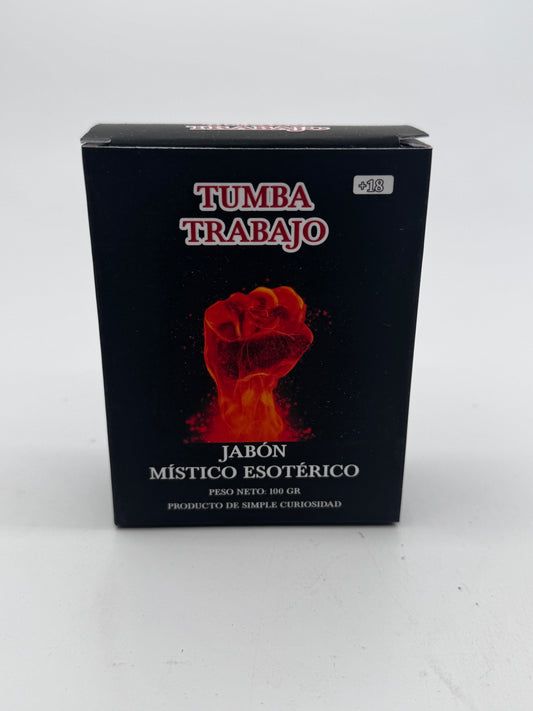 +18
TUMBA
TRABAJO
JABÓN
MÍSTICO ESOTÉRICO
PESO NETO: 100 GR
PRODUCTO DE SIMPLE CURIOSIDAD